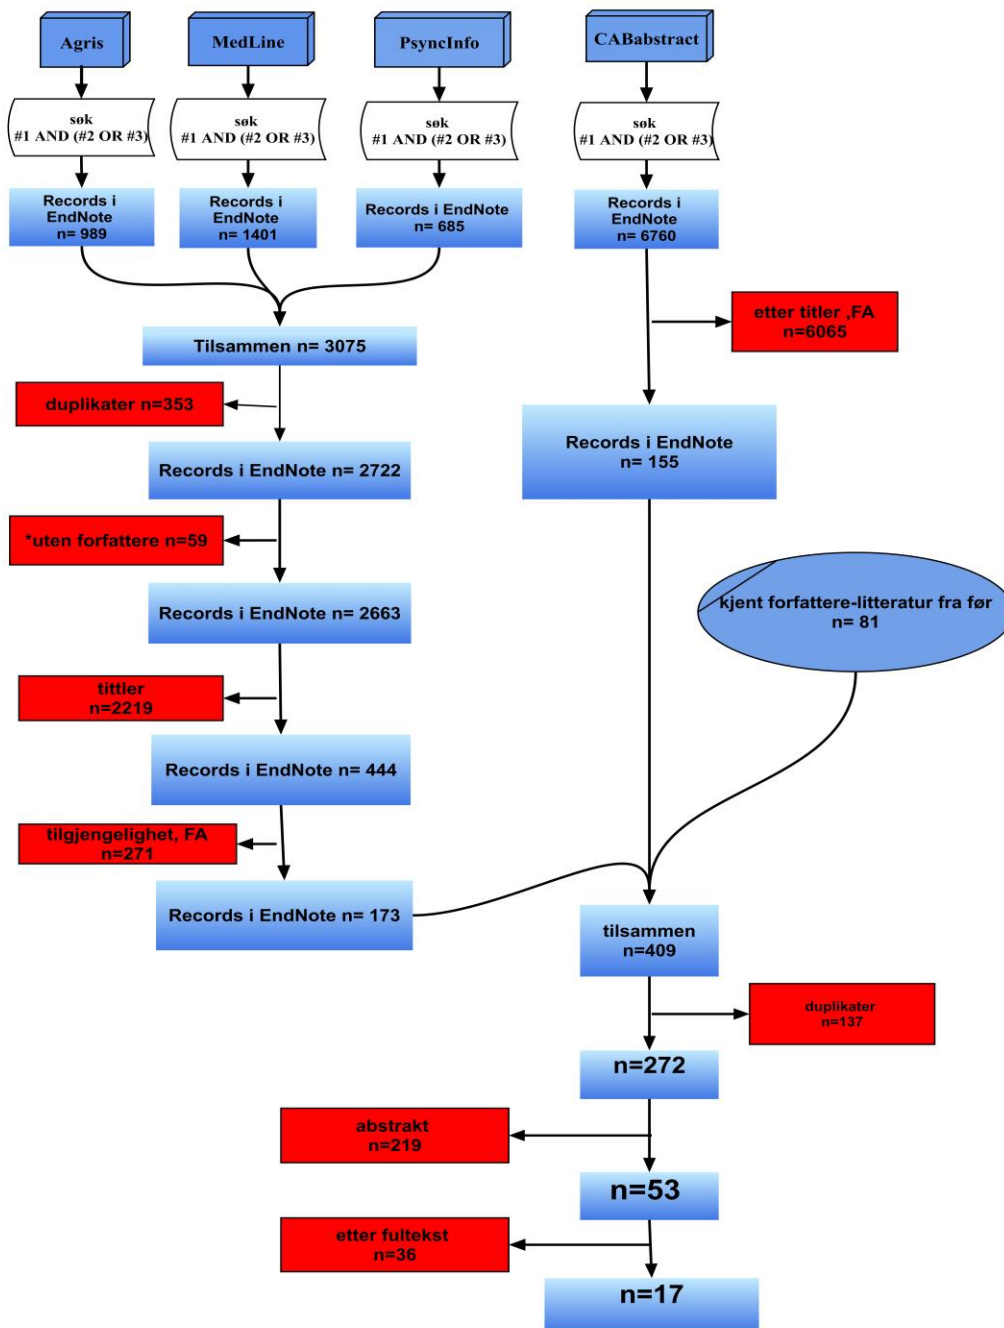 Agris
MedLine
PsyncInfo
CABabstract
søk
#1 AND (#2 OR #3)
søk
#1 AND (#2 OR #3)
søk
#1 AND (#2 OR #3)
søk
#1 AND (#2 OR #3)
Records i
EndNote
n= 989
Records i
EndNote
n= 1401
Records i EndNote
n= 685
Records i
EndNote
n= 6760
etter titler ,FA
n=6065
Tilsammen n= 3075
duplikater n=353
Records i EndNote
n= 155
Records i EndNote n= 2722
*uten forfattere n=59
Records i EndNote n= 2663
kjent forfattere-litteratur fra før
n= 81
tittler
n=2219
Records i EndNote n= 444
tilgjengelighet, FA
n=271
Records i EndNote n= 173
tilsammen
n=409
duplikater
n=137
n=272
abstrakt
n=219
n=53
etter fultekst
n=36
n=17